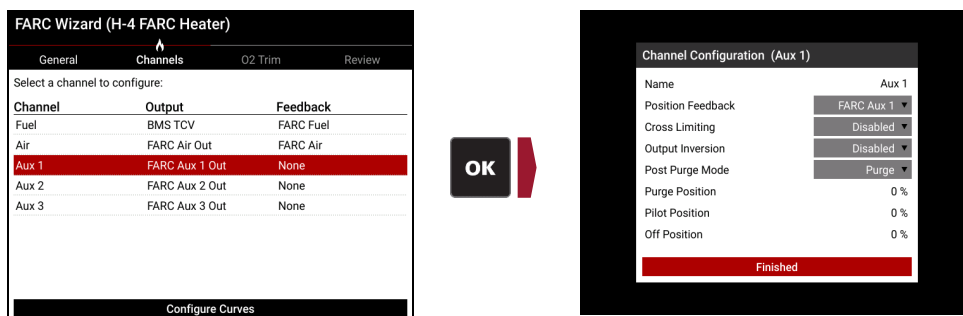 FARC Wizard (H-4 FARC Heater)
General Channels O2 Trim Review
Select a channel to configure:
Channel Output Feedback
Fuel BMS TCV FARC Fuel
Air FARC Air Out FARC Air
Aux 1 FARC Aux 1 Out None
Aux 2 FARC Aux 2 Out None
Aux 3 FARC Aux 3 Out None
Configure Curves
OK
Channel Configuration (Aux 1)
Name Aux 1
Position Feedback FARC Aux 1
Cross Limiting Disabled
Output Inversion Disabled
Post Purge Mode Purge
Purge Position 0 %
Pilot Position 0 %
Off Position 0 %
Finished